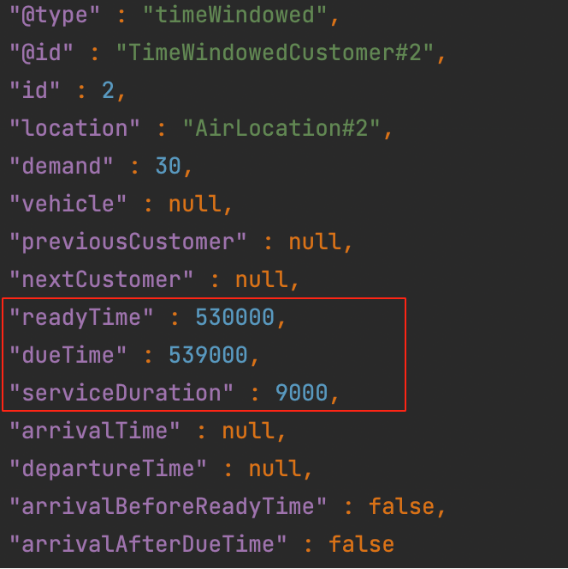 "@type" : "timeWindowed",
"@id" : "TimeWindowedCustomer#2",
"id" : 2,
"location" : "AirLocation#2",
"demand" : 30,
"vehicle" : null,
"previousCustomer" : null,
"nextCustomer" : null,
"readyTime" : 530000,
"dueTime" : 539000,
"serviceDuration" : 9000,
"arrivalTime" : null,
"departureTime" : null,
"arrivalBeforeReadyTime" : false,
"arrivalAfterDueTime" : false